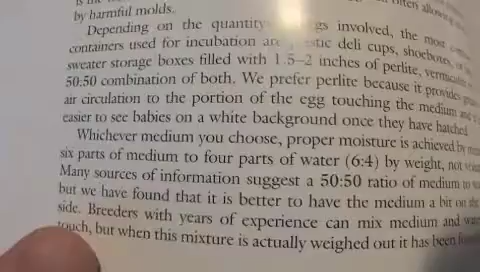 often allowing
by harmful molds.
Depending on the quantity involved, the most
containers used for incubation are deli cups, shoeboxes, or
sweater storage boxes filled with 1.5–2 inches of perlite, vermiculite
50:50 combination of both. We prefer perlite because it provides
air circulation to the portion of the egg touching the medium and
easier to see babies on a white background once they have hatched.
Whichever medium you choose, proper moisture is achieved by
six parts of medium to four parts of water (6:4) by weight, not
Many sources of information suggest a 50:50 ratio of medium to
but we have found that it is better to have the medium a bit on
side. Breeders with years of experience can mix medium and
touch, but when this mixture is actually weighed out it has been